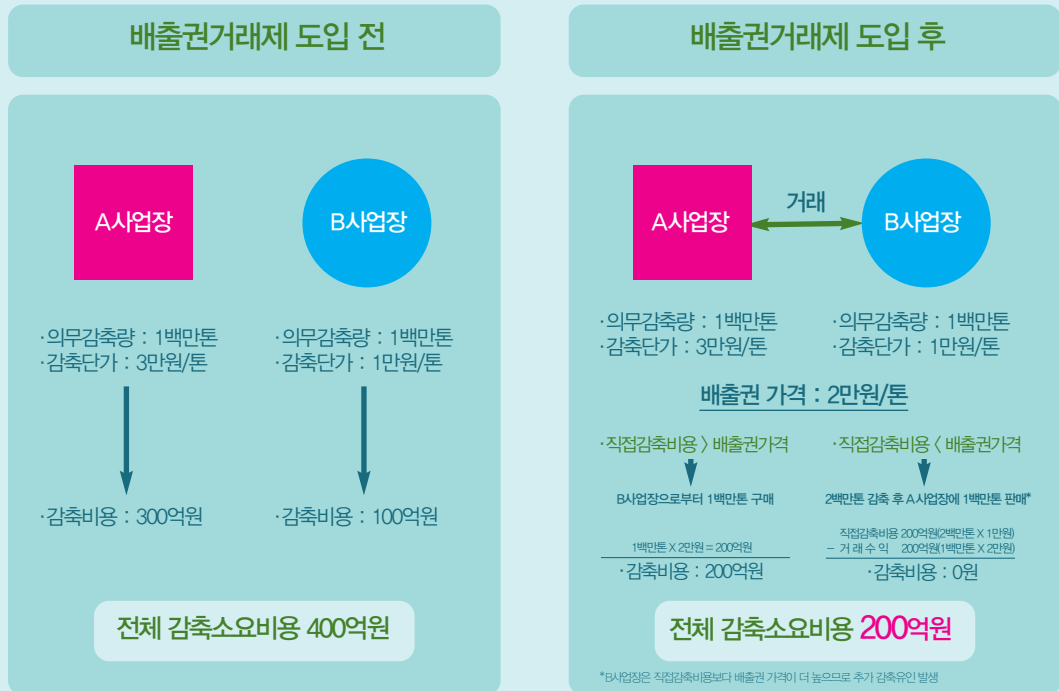 배출권거래제 도입 전
A사업장
B사업장
·의무감축량 : 1백만톤
·감축단가 : 3만원/톤
·의무감축량 : 1백만톤
·감축단가 : 1만원/톤
·감축비용 : 300억원
·감축비용 : 100억원
전체 감축소요비용 400억원
배출권거래제 도입 후
A사업장
거래
B사업장
·의무감축량 : 1백만톤
·감축단가 : 3만원/톤
·의무감축량 : 1백만톤
·감축단가 : 1만원/톤
배출권 가격 : 2만원/톤
·직접감축비용 > 배출권가격
B사업장으로부터 1백만톤 구매
1백만톤 X 2만원 = 200억원
·감축비용 : 200억원
·직접감축비용 < 배출권가격
2백만톤 감축 후 A사업장에 1백만톤 판매*
직접감축비용 200억원(2백만톤 X 1만원)
– 거래수익 200억원(1백만톤 X 2만원)
·감축비용 : 0원
전체 감축소요비용 200억원
*B사업장은 직접감축비용보다 배출권 가격이 더 높으므로 추가 감축유인 발생